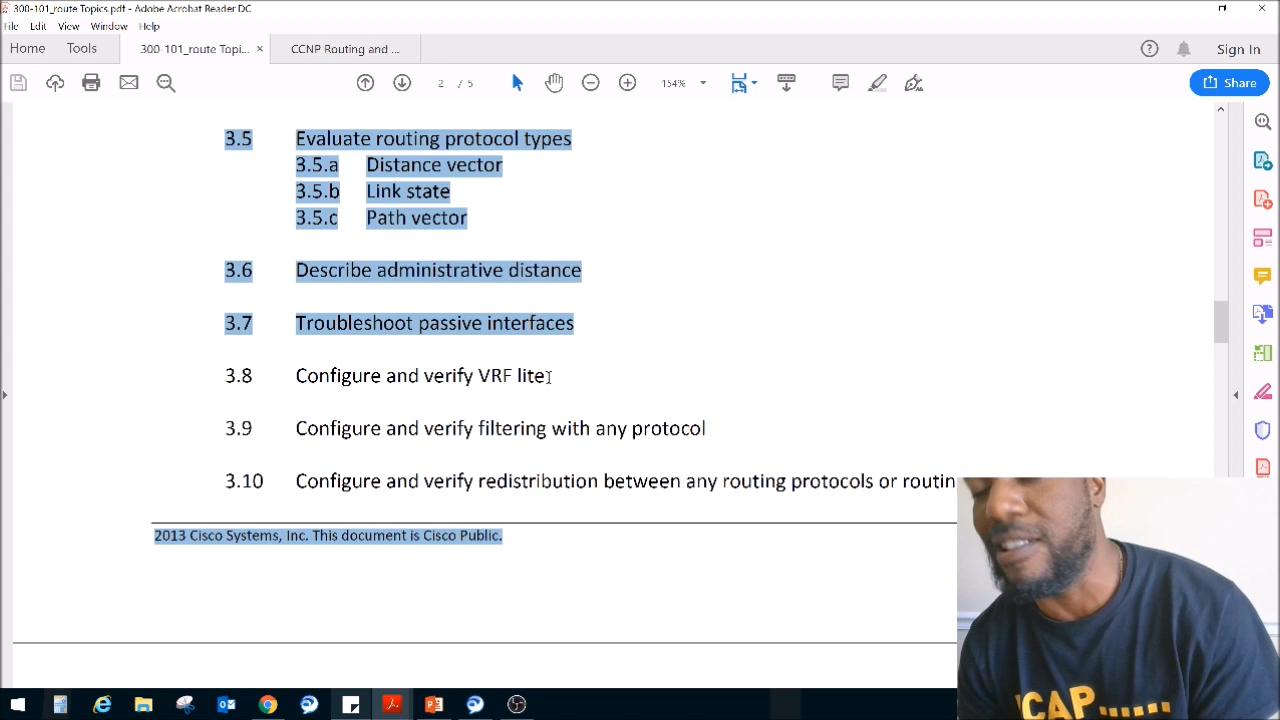 300-101_route Topics.pdf - Adobe Acrobat Reader DC
File Edit View Window Help
Home Tools 300-101_route Topi... × CCNP Routing and ... Sign In
2 / 5 154% Share
3.5 Evaluate routing protocol types
3.5.a Distance vector
3.5.b Link state
3.5.c Path vector
3.6 Describe administrative distance
3.7 Troubleshoot passive interfaces
3.8 Configure and verify VRF lite
3.9 Configure and verify filtering with any protocol
3.10 Configure and verify redistribution between any routing protocols or routin
2013 Cisco Systems, Inc. This document is Cisco Public.
ICAP......